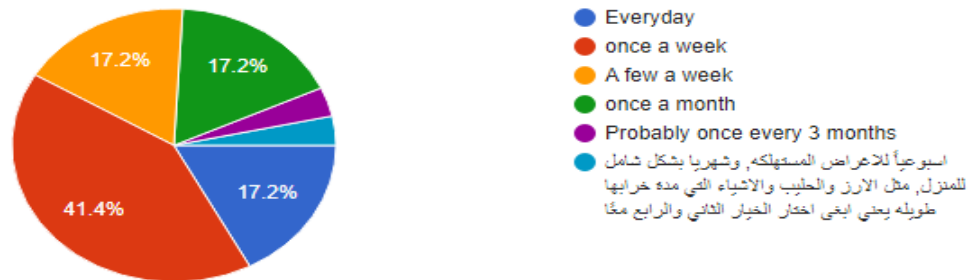 17.2%
17.2%
41.4%
17.2%
Everyday
once a week
A few a week
once a month
Probably once every 3 months
اسبوعياً للاغراض المستهلكه, وشهريا بشكل شامل
للمنزل, مثل الارز والحليب والاشياء التي مدة خرابها
طويله يعني ابغى اختار الخيار الثاني والرابع معًا